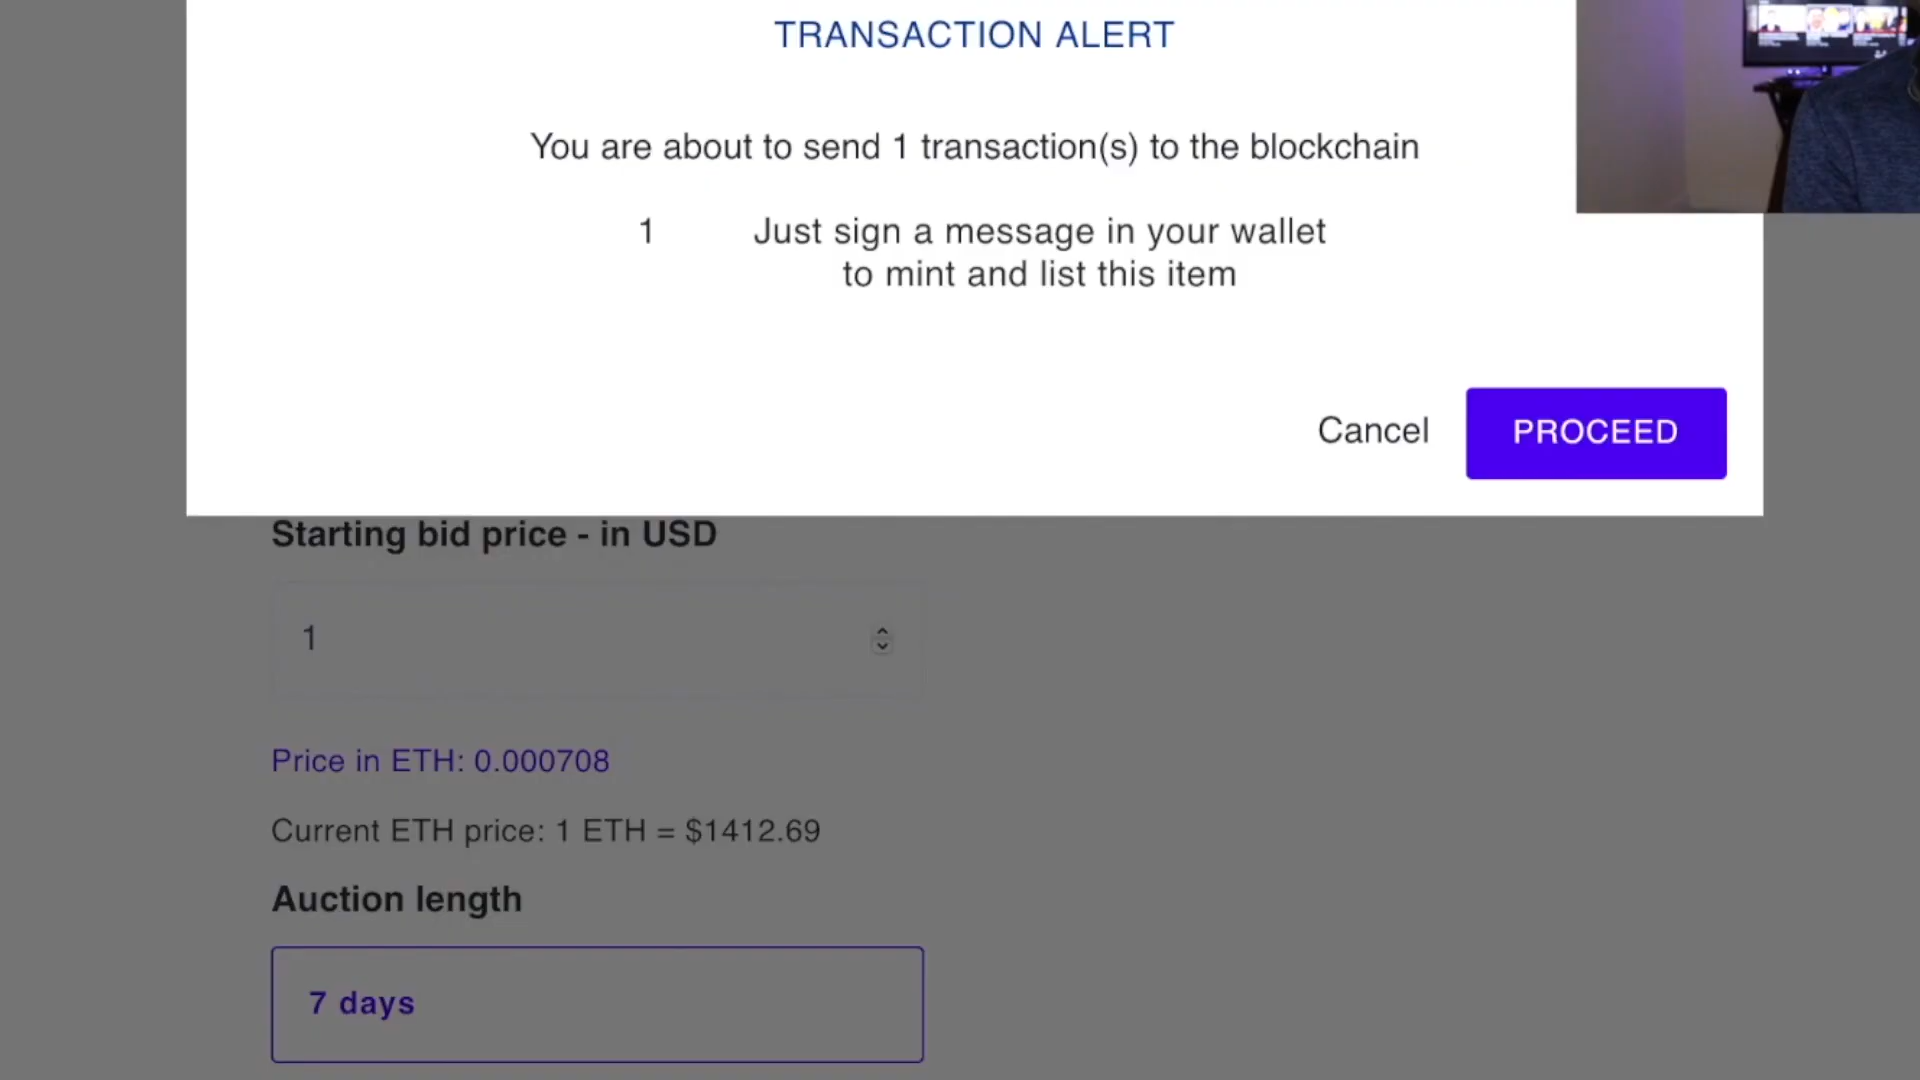 TRANSACTION ALERT
You are about to send 1 transaction(s) to the blockchain
1 Just sign a message in your wallet
to mint and list this item
Cancel PROCEED
Starting bid price - in USD
1
Price in ETH: 0.000708
Current ETH price: 1 ETH = $1412.69
Auction length
7 days